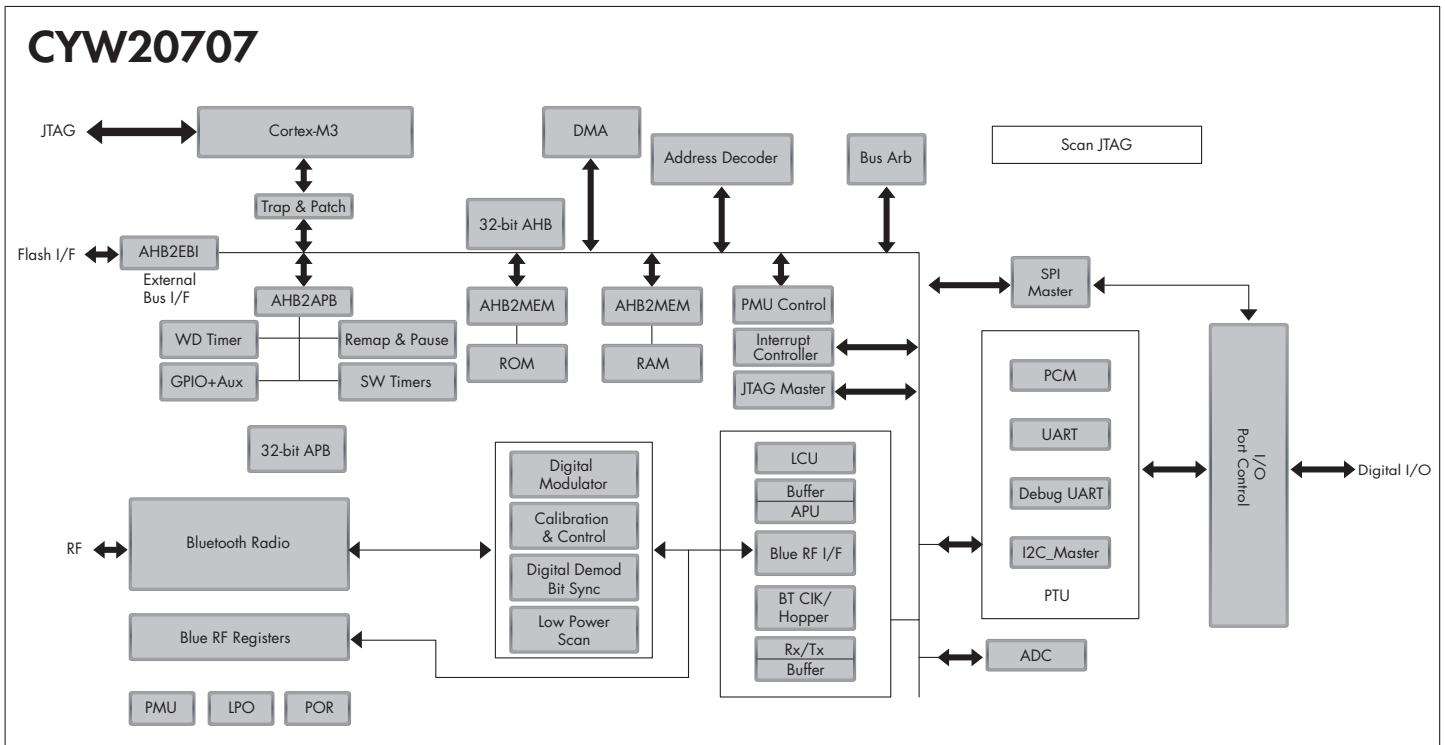 CYW20707
JTAG
Cortex-M3
DMA
Address Decoder
Bus Arb
Scan JTAG
Trap & Patch
32-bit AHB
Flash I/F
AHB2EBI
External
Bus I/F
AHB2APB
AHB2MEM
AHB2MEM
PMU Control
SPI
Master
WD Timer
Remap & Pause
ROM
RAM
Interrupt
Controller
GPIO+Aux
SW Timers
JTAG Master
PCM
UART
Debug UART
I2C_Master
PTU
I/O
Port Control
Digital I/O
32-bit APB
Digital
Modulator
Calibration
& Control
Digital Demod
Bit Sync
Low Power
Scan
LCU
Buffer
APU
Blue RF I/F
BT ClK/
Hopper
Rx/Tx
Buffer
RF
Bluetooth Radio
Blue RF Registers
ADC
PMU
LPO
POR